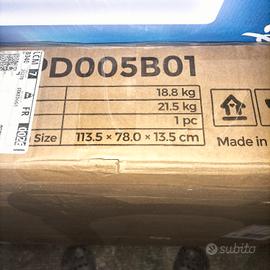 PD005B01
18.8 kg
21.5 kg
1 pc
Size 113.5 × 78.0 × 13.5 cm
Made in
FR
subito